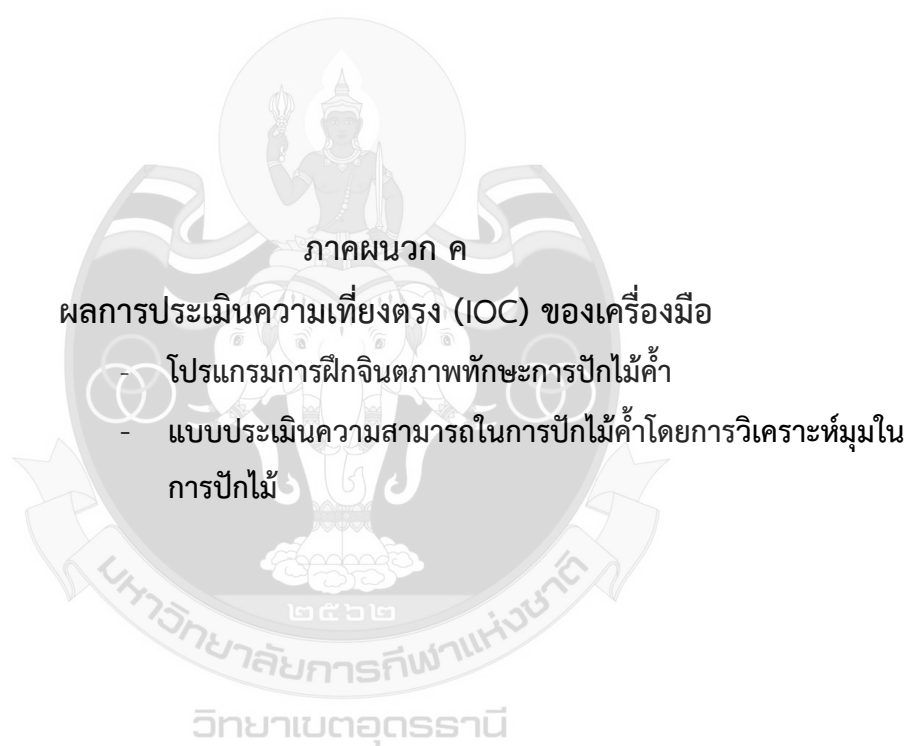 ภาคผนวก ค
ผลการประเมินความเที่ยงตรง (IOC) ของเครื่องมือ
- โปรแกรมการฝึกจินตภาพทักษะการปักไม้ค้ำ
- แบบประเมินความสามารถในการปักไม้ค้ำโดยการวิเคราะห์มุมใน
การปักไม้
๒๕๖๒
มหาวิทยาลัยการกีฬาแห่งชาติ
วิทยาเขตอุดรธานี